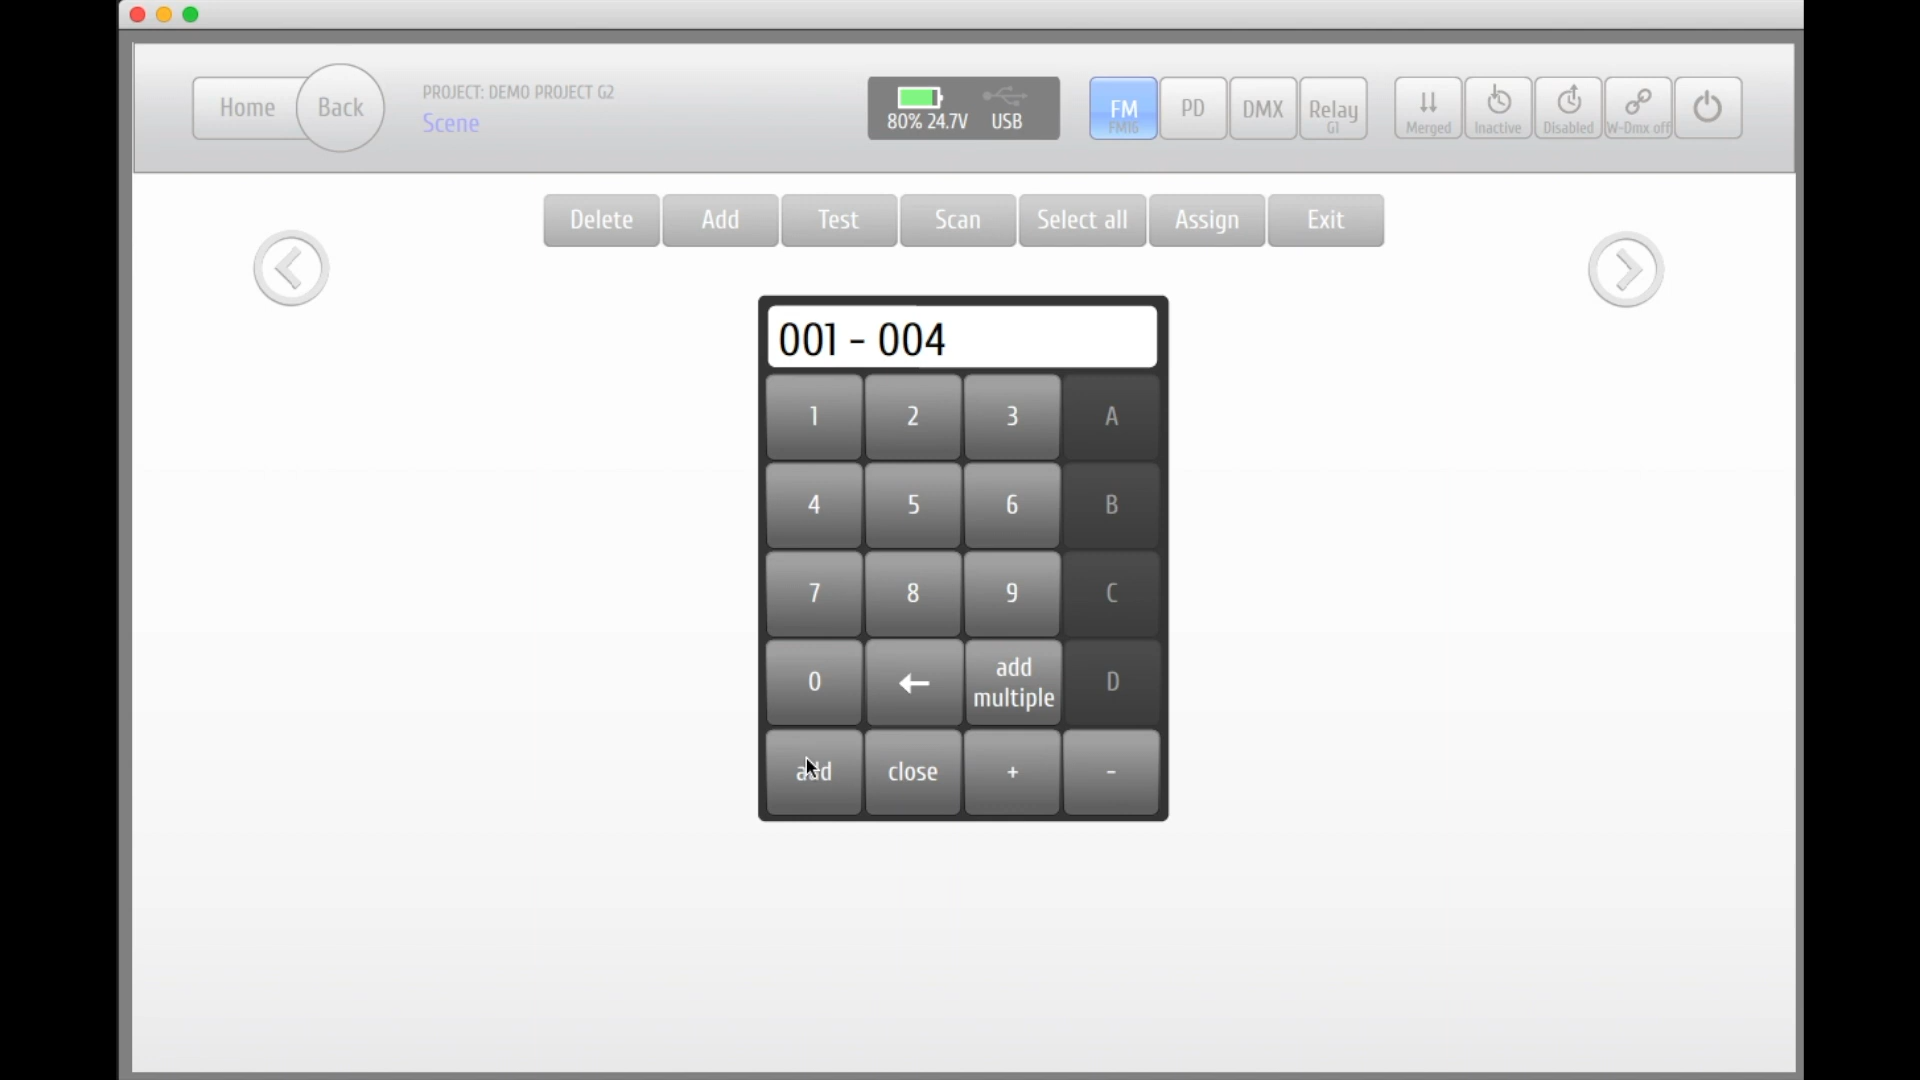 Home
Back
PROJECT: DEMO PROJECT G2
Scene
80% 24.7V
USB
FM
FM16
PD
DMX
Relay
G1
Merged
Inactive
Disabled
W-Dmx off
Delete
Add
Test
Scan
Select all
Assign
Exit
001 - 004
1
2
3
A
4
5
6
B
7
8
9
C
0
add
multiple
D
add
close
+
-